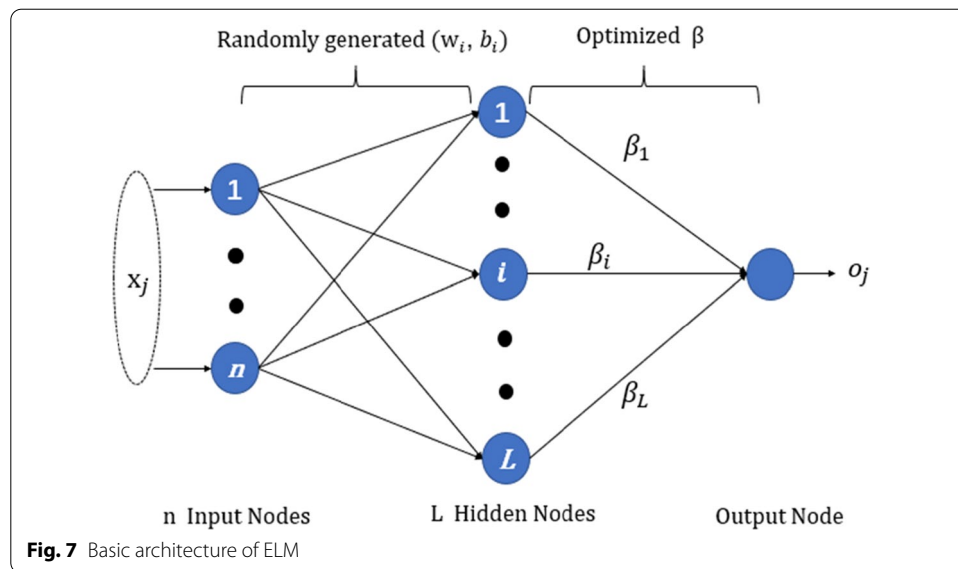 Randomly generated (wᵢ, bᵢ)
Optimized β
1
β₁
1
xⱼ
i
βᵢ
oⱼ
n
β_L
L
n Input Nodes
L Hidden Nodes
Output Node
Fig. 7 Basic architecture of ELM